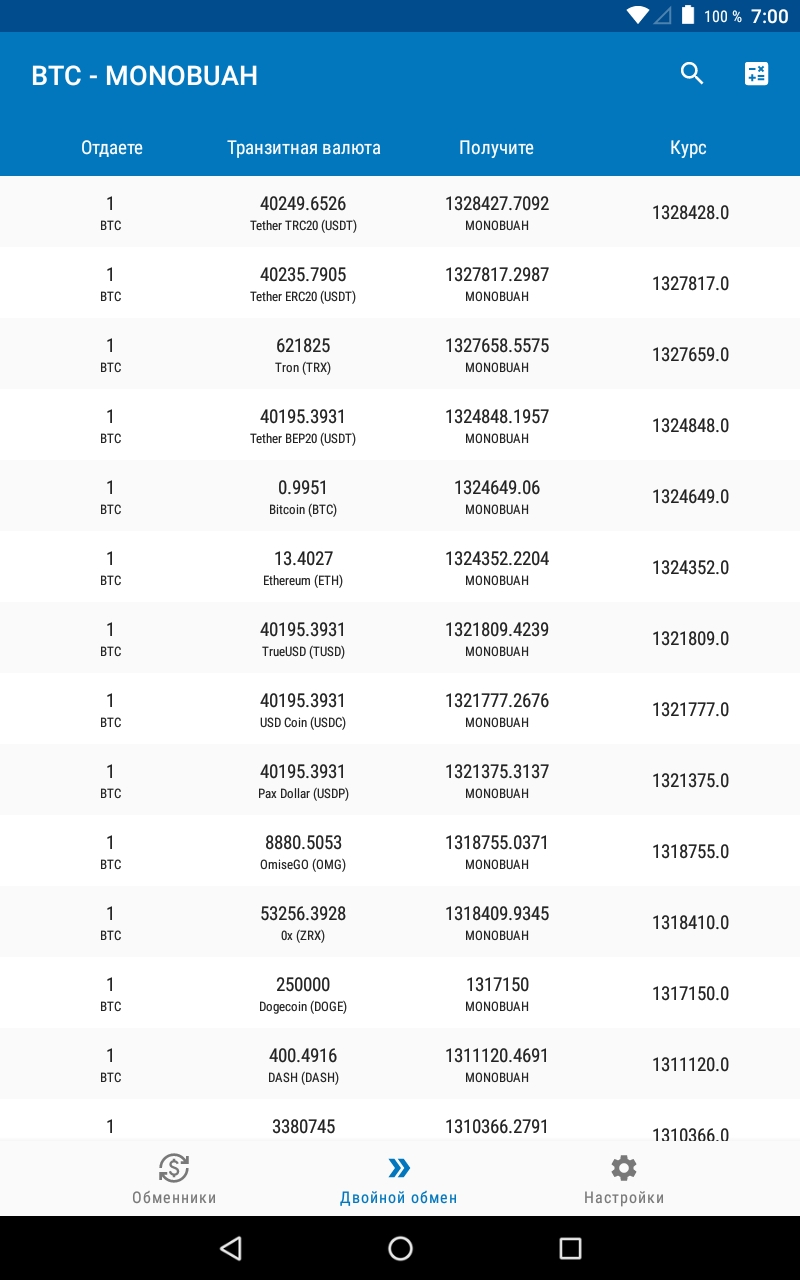 100 % 7:00
BTC - MONOBUAH
Отдаете Транзитная валюта Получите Курс
1 40249.6526 1328427.7092 1328428.0
BTC Tether TRC20 (USDT) MONOBUAH
1 40235.7905 1327817.2987 1327817.0
BTC Tether ERC20 (USDT) MONOBUAH
1 621825 1327658.5575 1327659.0
BTC Tron (TRX) MONOBUAH
1 40195.3931 1324848.1957 1324848.0
BTC Tether BEP20 (USDT) MONOBUAH
1 0.9951 1324649.06 1324649.0
BTC Bitcoin (BTC) MONOBUAH
1 13.4027 1324352.2204 1324352.0
BTC Ethereum (ETH) MONOBUAH
1 40195.3931 1321809.4239 1321809.0
BTC TrueUSD (TUSD) MONOBUAH
1 40195.3931 1321777.2676 1321777.0
BTC USD Coin (USDC) MONOBUAH
1 40195.3931 1321375.3137 1321375.0
BTC Pax Dollar (USDP) MONOBUAH
1 8880.5053 1318755.0371 1318755.0
BTC OmiseGO (OMG) MONOBUAH
1 53256.3928 1318409.9345 1318410.0
BTC 0x (ZRX) MONOBUAH
1 250000 1317150 1317150.0
BTC Dogecoin (DOGE) MONOBUAH
1 400.4916 1311120.4691 1311120.0
BTC DASH (DASH) MONOBUAH
1 3380745 1310366.2791 1310366.0
Обменники Двойной обмен Настройки